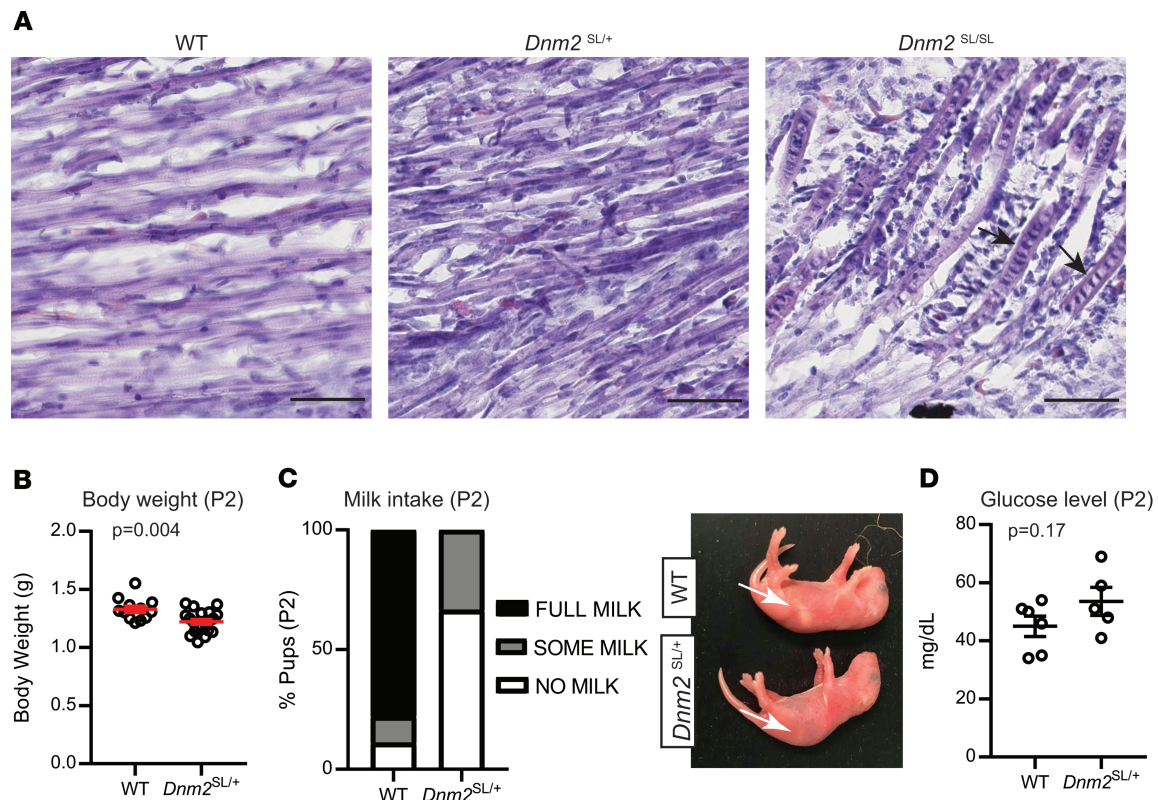 A
WT
Dnm2 SL/+
Dnm2 SL/SL
B
Body weight (P2)
p=0.004
Body Weight (g)
2.0
1.5
1.0
0.5
0.0
WT
Dnm2SL/+
C
Milk intake (P2)
% Pups (P2)
100
50
0
WT
Dnm2SL/+
FULL MILK
SOME MILK
NO MILK
WT
Dnm2 SL/+
D
Glucose level (P2)
p=0.17
mg/dL
80
60
40
20
0
WT
Dnm2SL/+